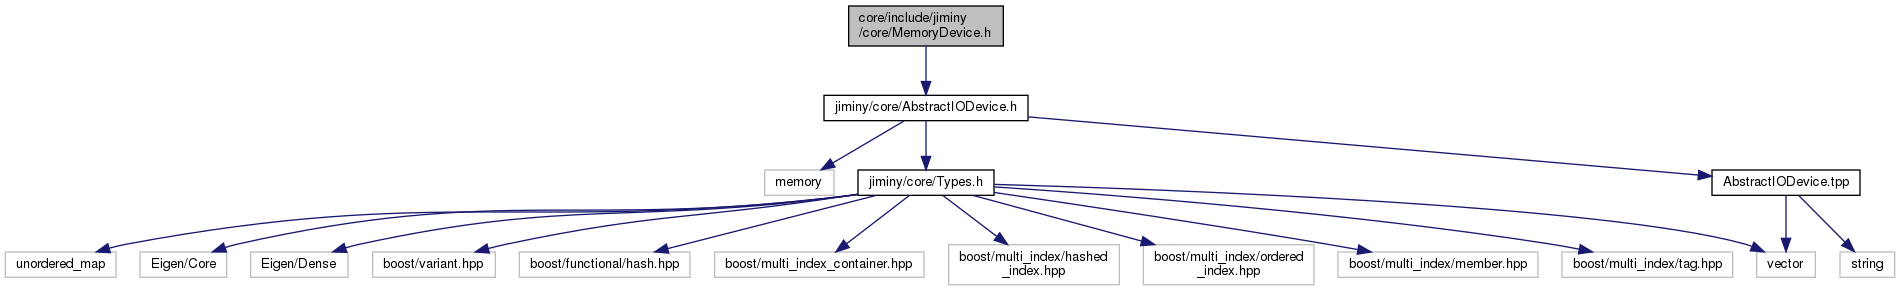 core/include/jiminy
/core/MemoryDevice.h
jiminy/core/AbstractIODevice.h
memory
jiminy/core/Types.h
AbstractIODevice.tpp
unordered_map
Eigen/Core
Eigen/Dense
boost/variant.hpp
boost/functional/hash.hpp
boost/multi_index_container.hpp
boost/multi_index/hashed
_index.hpp
boost/multi_index/ordered
_index.hpp
boost/multi_index/member.hpp
boost/multi_index/tag.hpp
vector
string